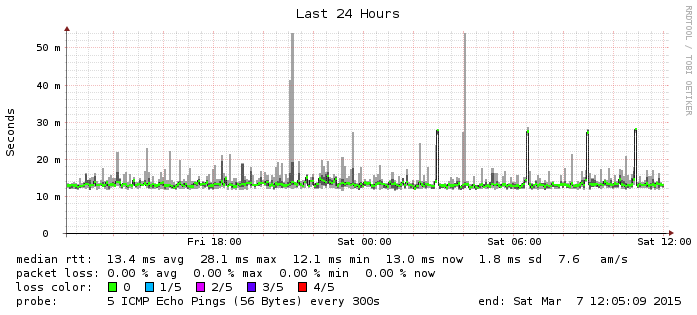 Last 24 Hours
RRDTOOL / TOBI OETIKER
Seconds
50 m
40 m
30 m
20 m
10 m
0
Fri 18:00 Sat 00:00 Sat 06:00 Sat 12:00
median rtt: 13.4 ms avg 28.1 ms max 12.1 ms min 13.0 ms now 1.8 ms sd 7.6 am/s
packet loss: 0.00 % avg 0.00 % max 0.00 % min 0.00 % now
loss color: 0 1/5 2/5 3/5 4/5
probe: 5 ICMP Echo Pings (56 Bytes) every 300s end: Sat Mar 7 12:05:09 2015